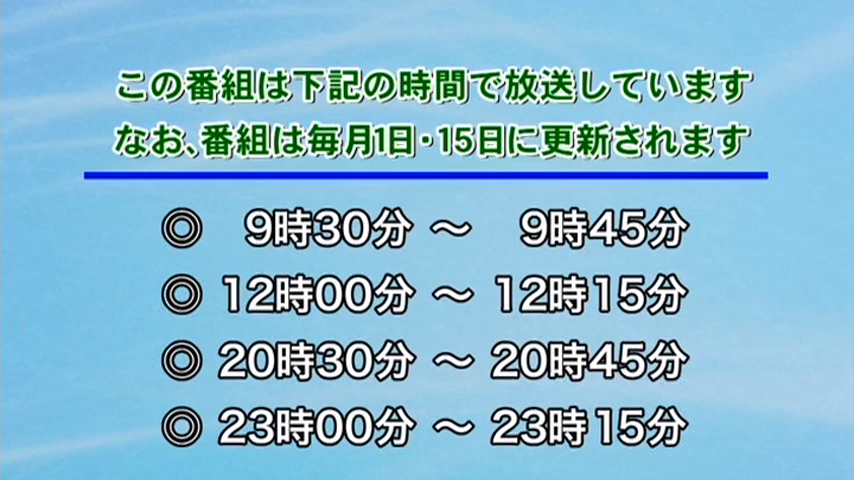 この番組は下記の時間で放送しています
なお、番組は毎月1日・15日に更新されます
◎ 9時30分 ～ 9時45分
◎ 12時00分 ～ 12時15分
◎ 20時30分 ～ 20時45分
◎ 23時00分 ～ 23時15分